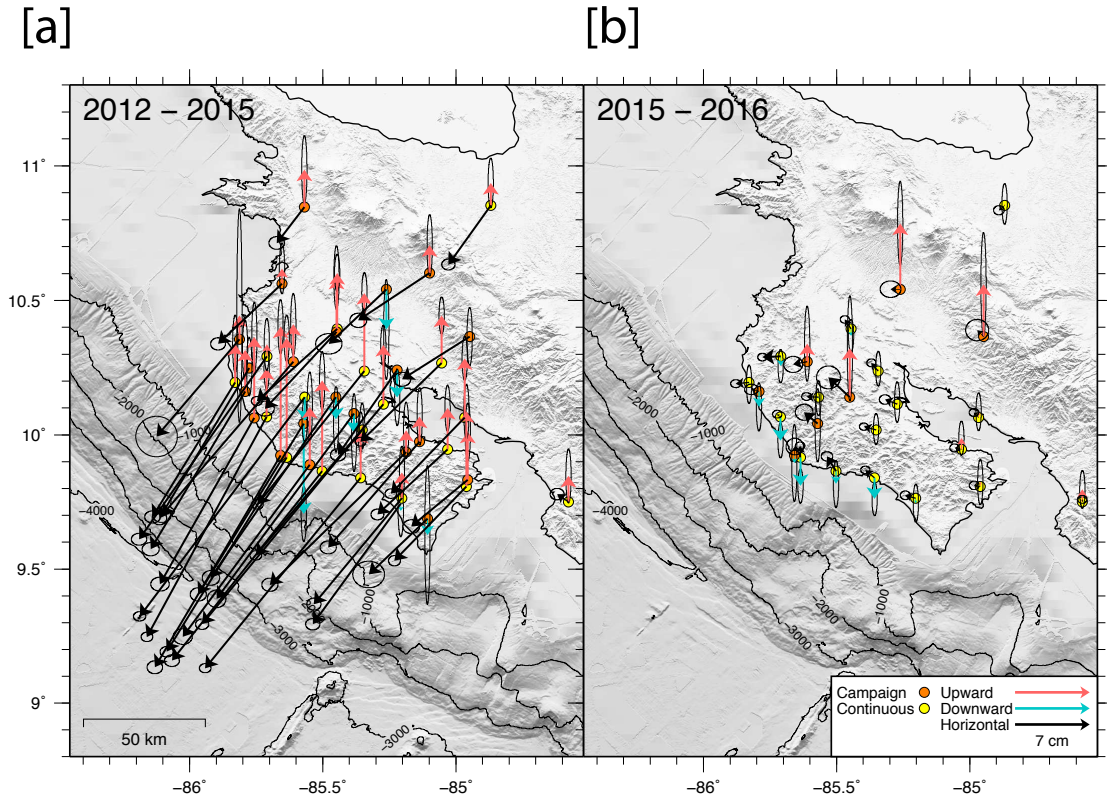 [a]
[b]
2012 – 2015
2015 – 2016
11˚
10.5˚
10˚
9.5˚
9˚
−2000
−1000
−4000
−1000
−3000
−3000
−2000
−1000
−4000
−1000
−2000
−3000
50 km
Campaign
Continuous
Upward
Downward
Horizontal
7 cm
−86˚
−85.5˚
−85˚
−86˚
−85.5˚
−85˚